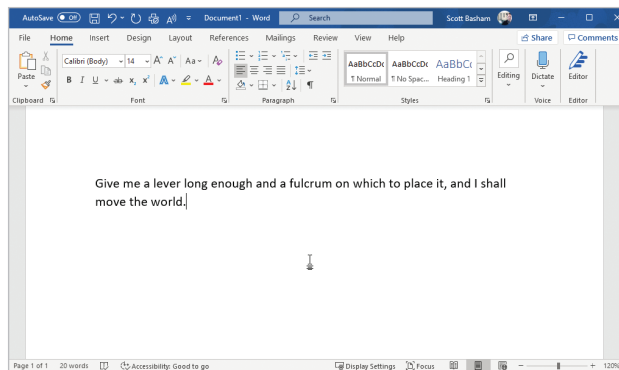 AutoSave Off Document1 - Word Search Scott Basham
File Home Insert Design Layout References Mailings Review View Help Share Comments
Calibri (Body) 14 A A Aa A
Paste B I U ab x₂ x² A A
AaBbCcDc AaBbCcDc AaBbCc
¶ Normal ¶ No Spac... Heading 1
Editing Dictate Editor
Clipboard Font Paragraph Styles Voice Editor
Give me a lever long enough and a fulcrum on which to place it, and I shall
move the world.
Page 1 of 1 20 words Accessibility: Good to go Display Settings Focus 120%